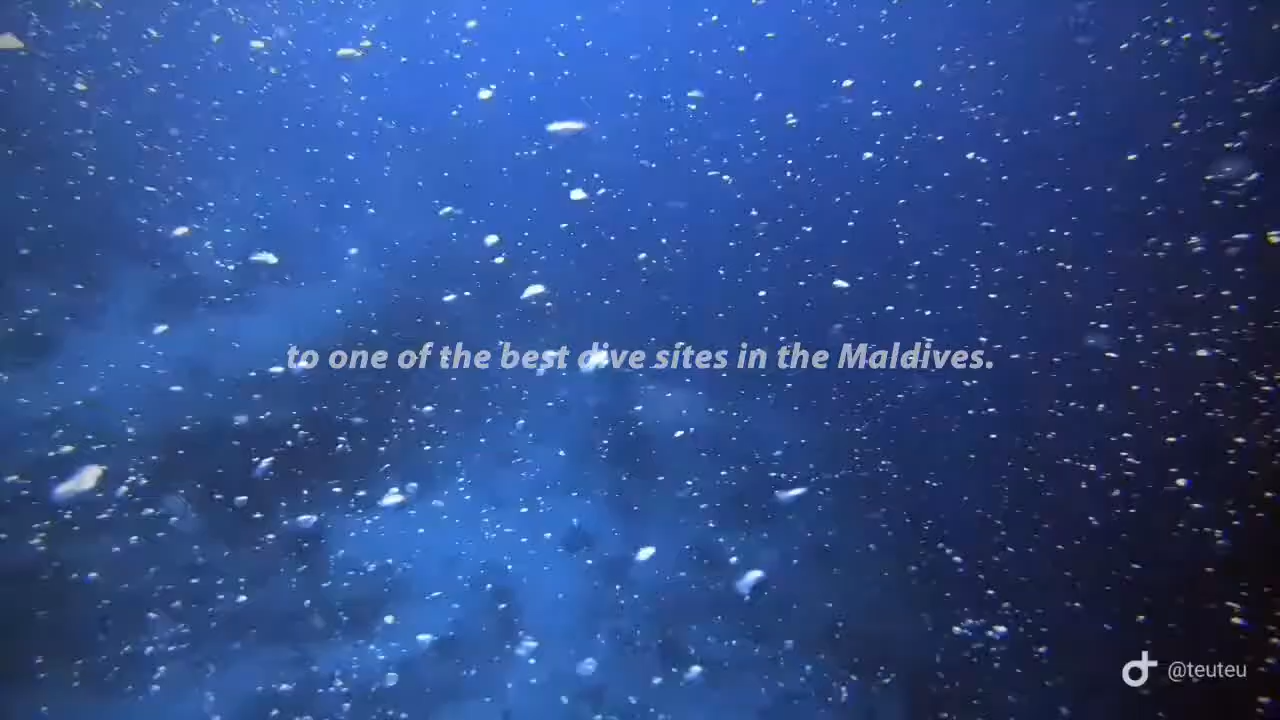 to one of the best dive sites in the Maldives.
@teuteu